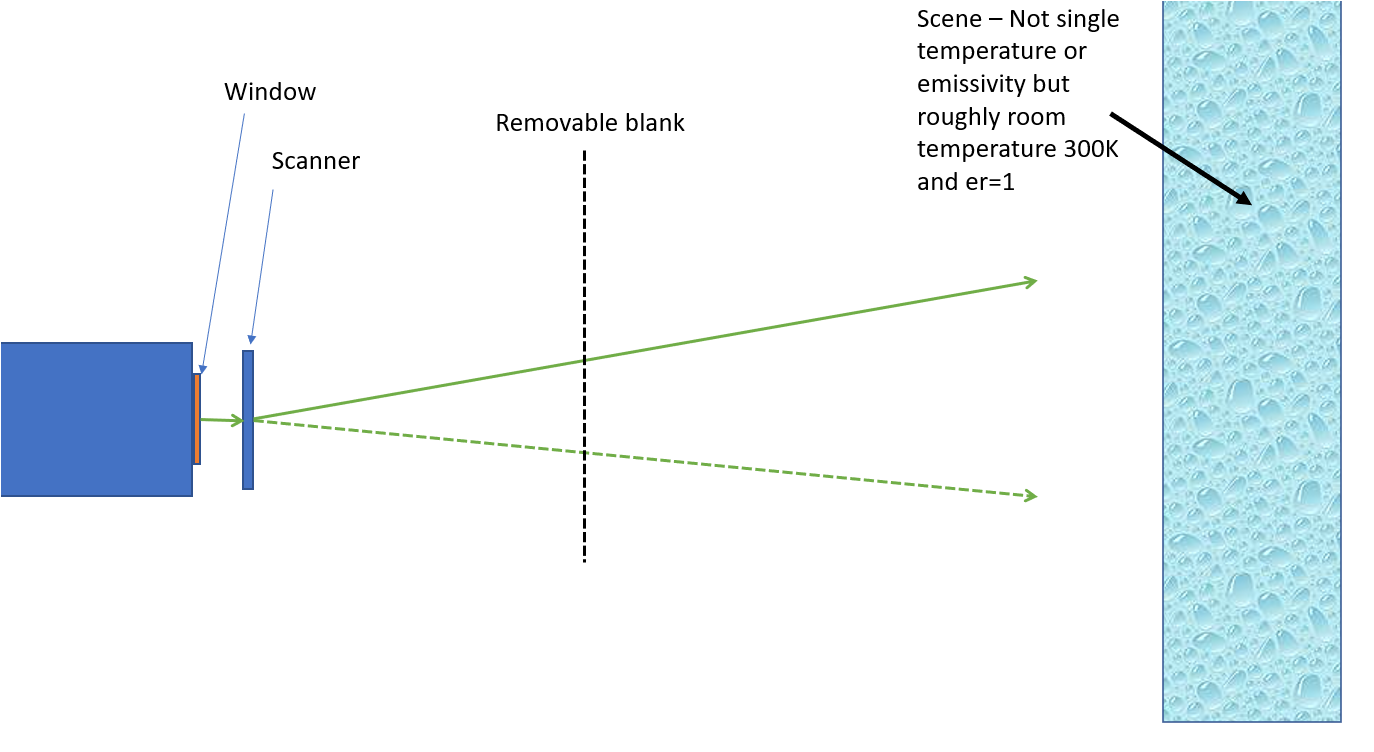 Scene – Not single
temperature or
emissivity but
roughly room
temperature 300K
and er=1
Window
Removable blank
Scanner